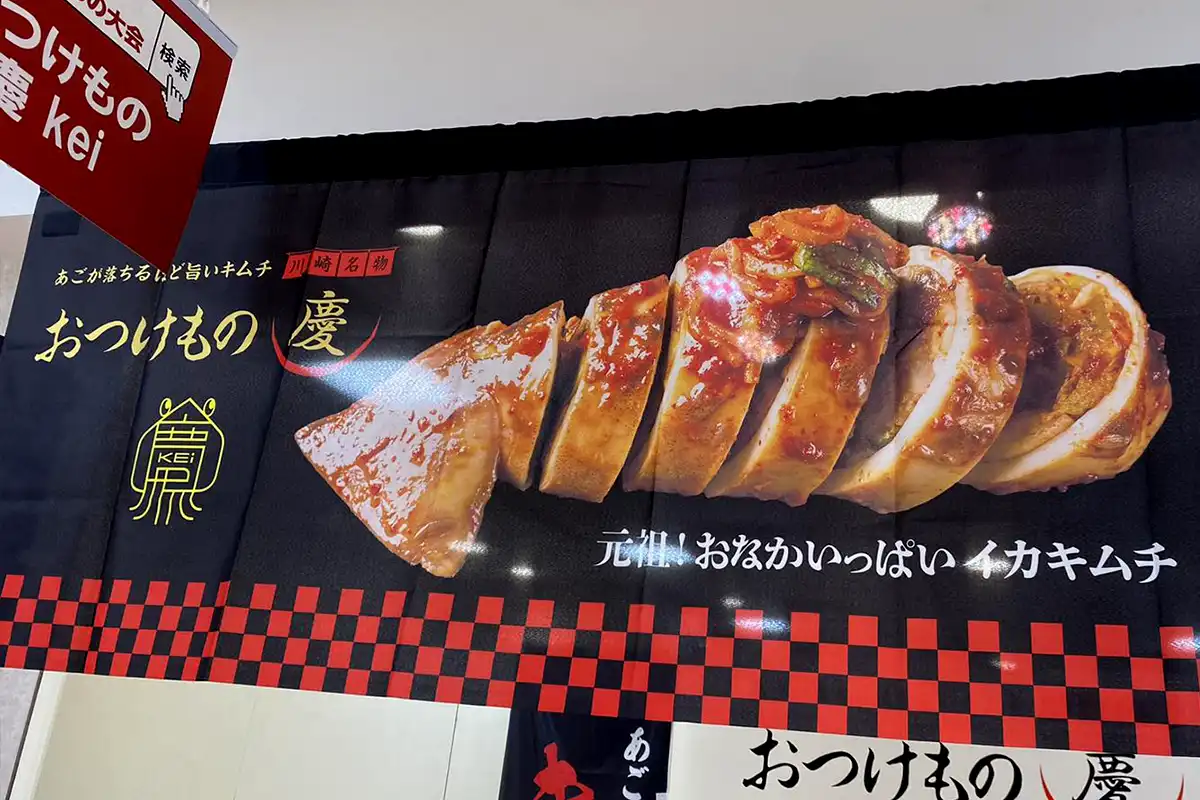 の大会 検索
つけもの
慶 kei
あごが落ちるほど旨いキムチ
川崎名物
おつけもの 慶
KEi
元祖！おなかいっぱいイカキムチ
あご
おつけもの 慶